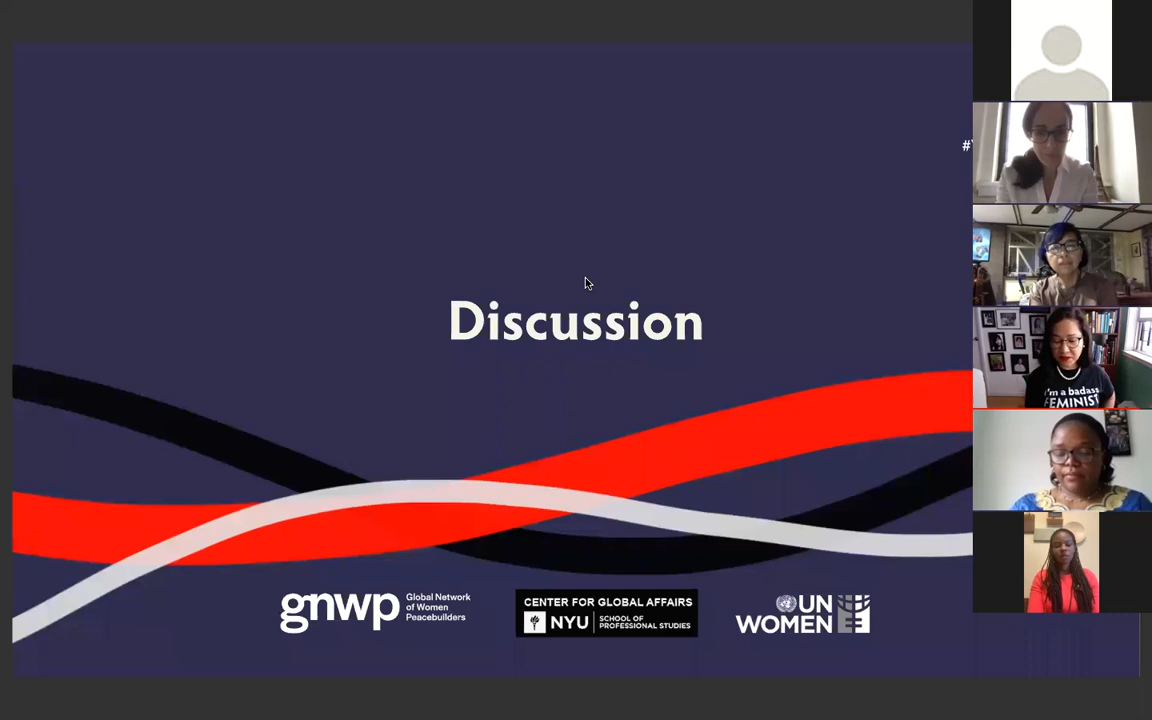 Discussion
gnwp
Global Network
of Women
Peacebuilders
CENTER FOR GLOBAL AFFAIRS
NYU
SCHOOL OF
PROFESSIONAL STUDIES
UN
WOMEN
I'm a badass
FEMINIST